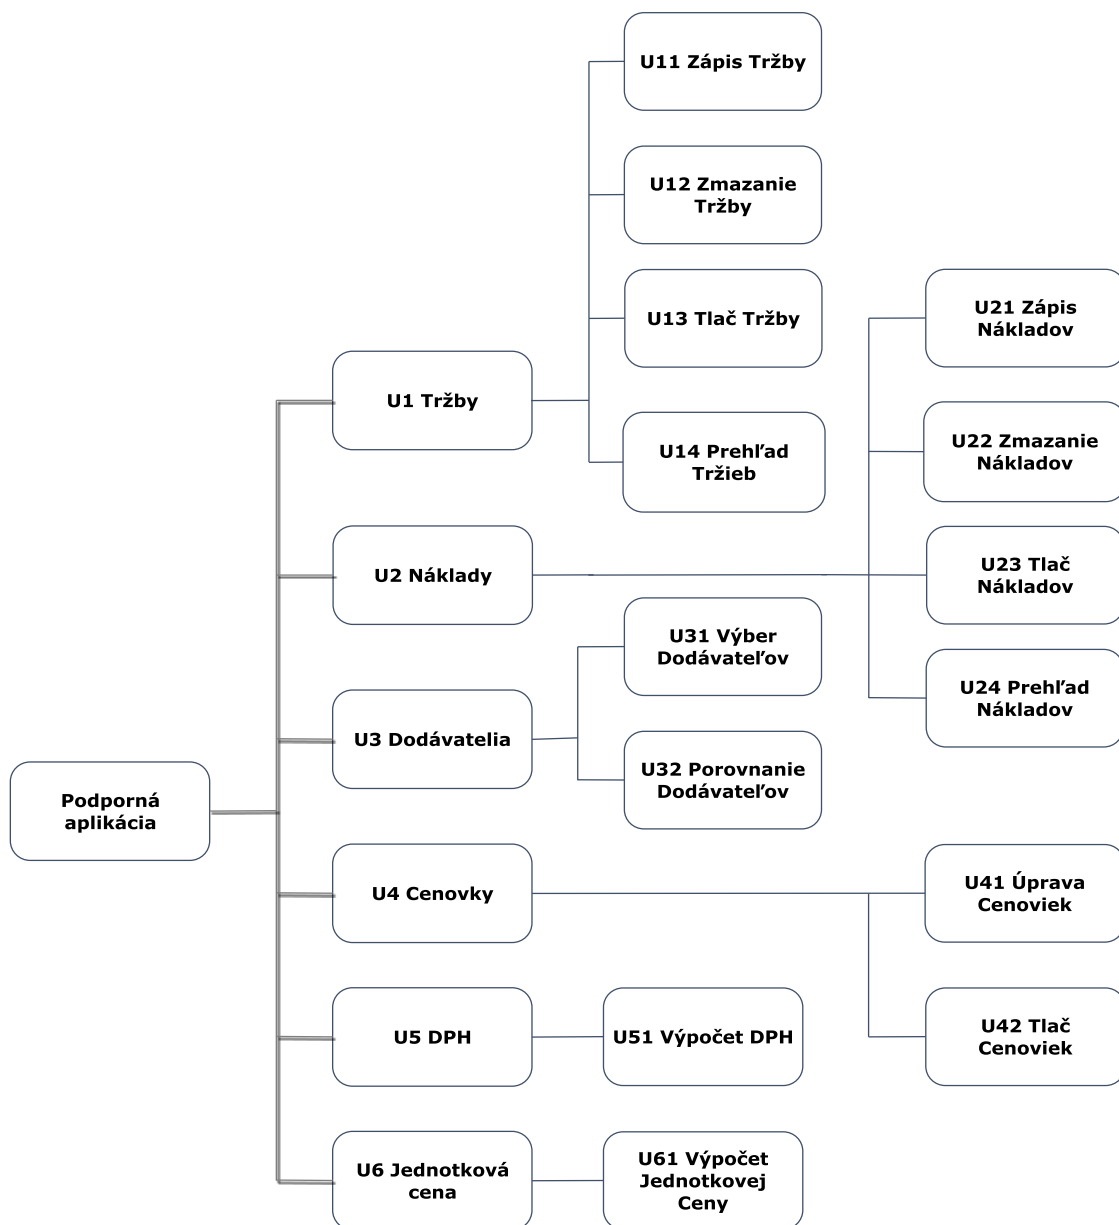 U11 Zápis Tržby
U12 Zmazanie
Tržby
U13 Tlač Tržby
U14 Prehľad
Tržieb
U21 Zápis
Nákladov
U22 Zmazanie
Nákladov
U23 Tlač
Nákladov
U24 Prehľad
Nákladov
U1 Tržby
U2 Náklady
U31 Výber
Dodávateľov
U3 Dodávatelia
U32 Porovnanie
Dodávateľov
Podporná
aplikácia
U4 Cenovky
U41 Úprava
Cenoviek
U42 Tlač
Cenoviek
U5 DPH
U51 Výpočet DPH
U6 Jednotková
cena
U61 Výpočet
Jednotkovej
Ceny